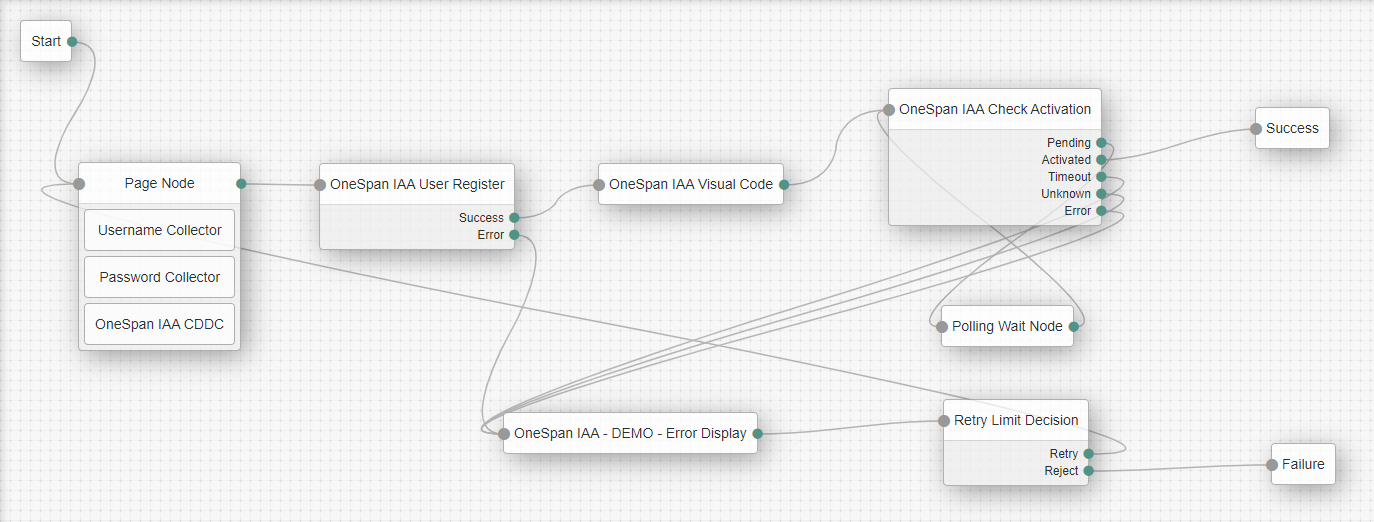 Start
Page Node
Username Collector
Password Collector
OneSpan IAA CDDC
OneSpan IAA User Register
Success
Error
OneSpan IAA Visual Code
OneSpan IAA Check Activation
Pending
Activated
Timeout
Unknown
Error
Success
Polling Wait Node
OneSpan IAA - DEMO - Error Display
Retry Limit Decision
Retry
Reject
Failure